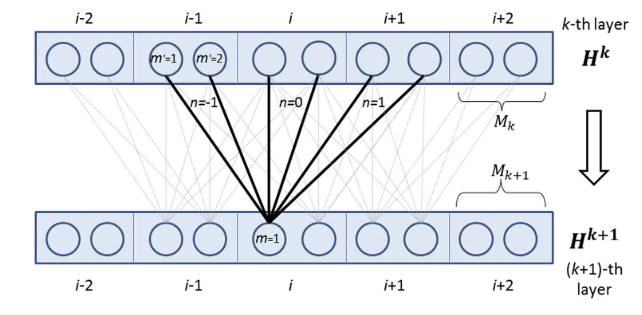 i-2 i-1 i i+1 i+2 k-th layer
m'=1 m'=2 H^k
n=-1 n=0 n=1
M_k
M_{k+1}
m=1 H^{k+1}
i-2 i-1 i i+1 i+2 (k+1)-th
layer